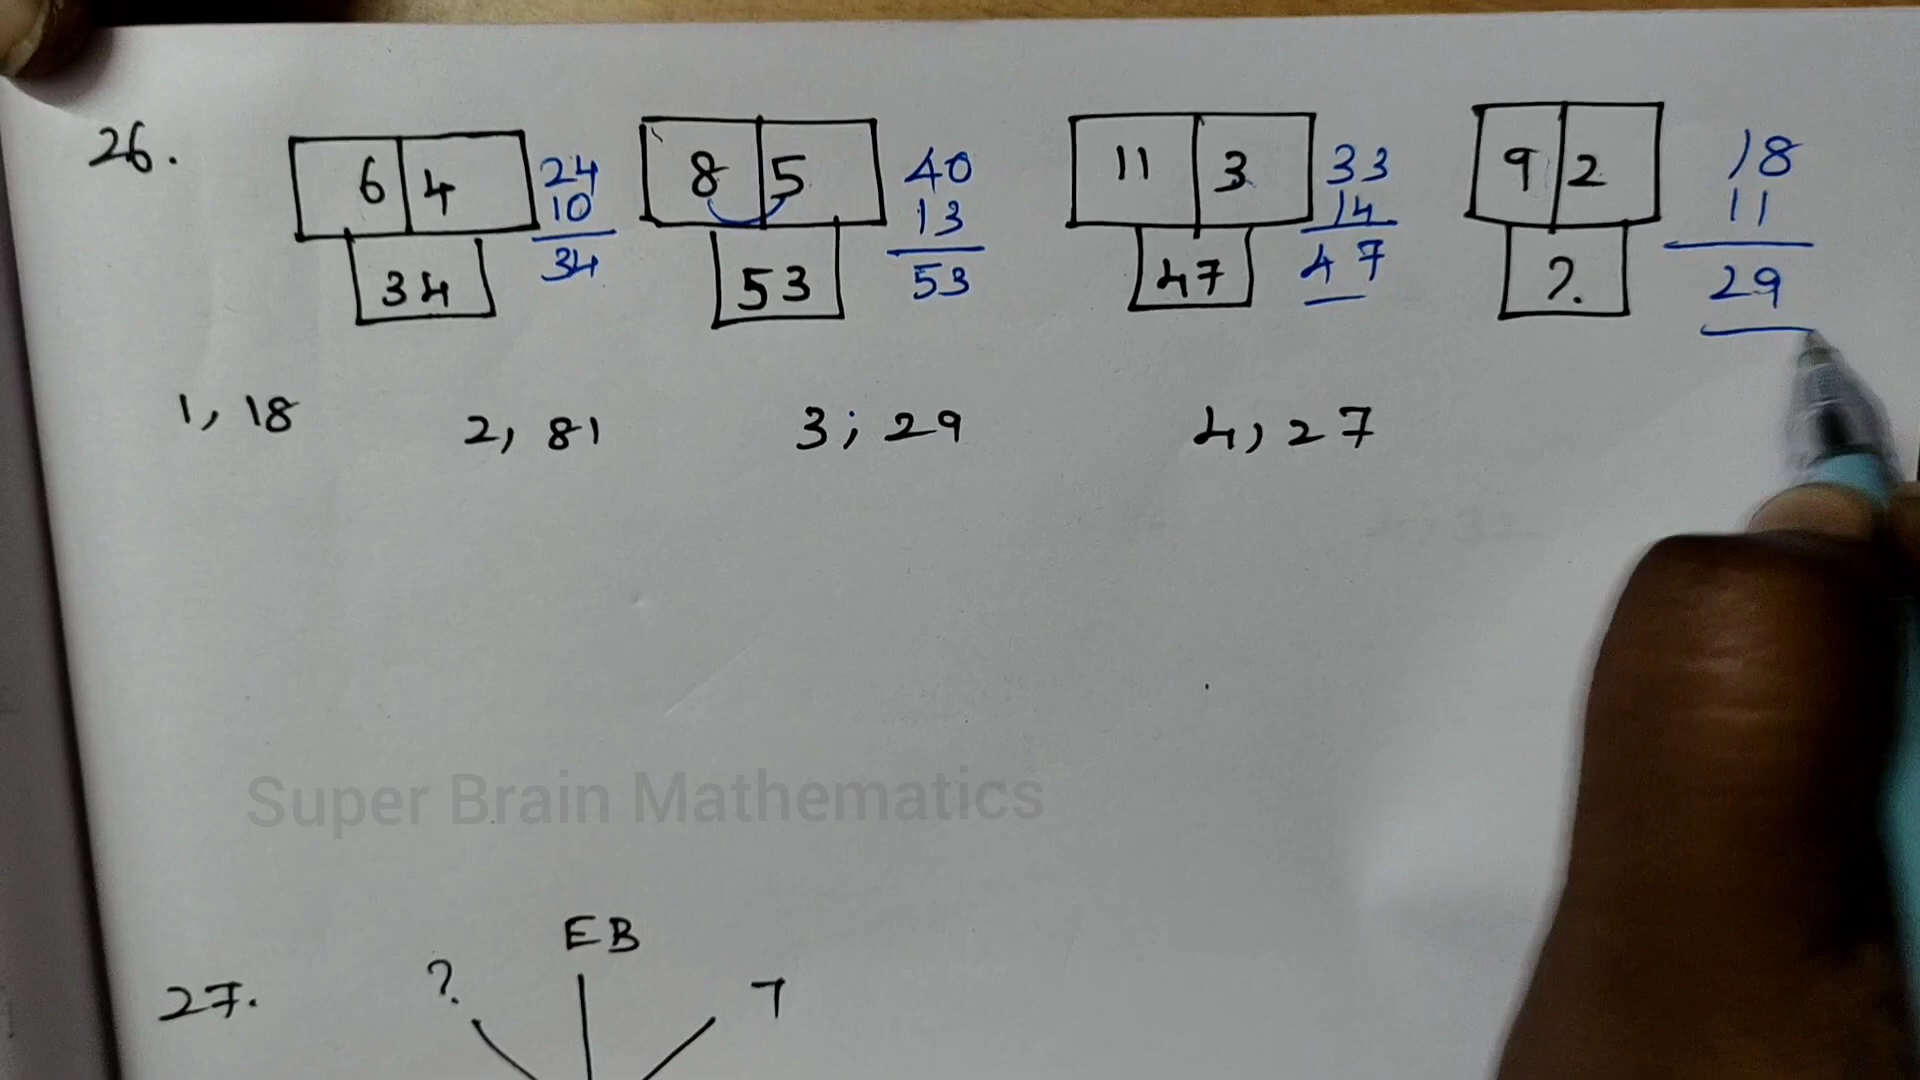 26.
6 4 24
10
34 34
8 5 40
13
53 53
11 3 33
14
47 47
9 2 18
11
? 29
1, 18 2, 81 3; 29 4, 27
Super Brain Mathematics
EB
27. ? 7